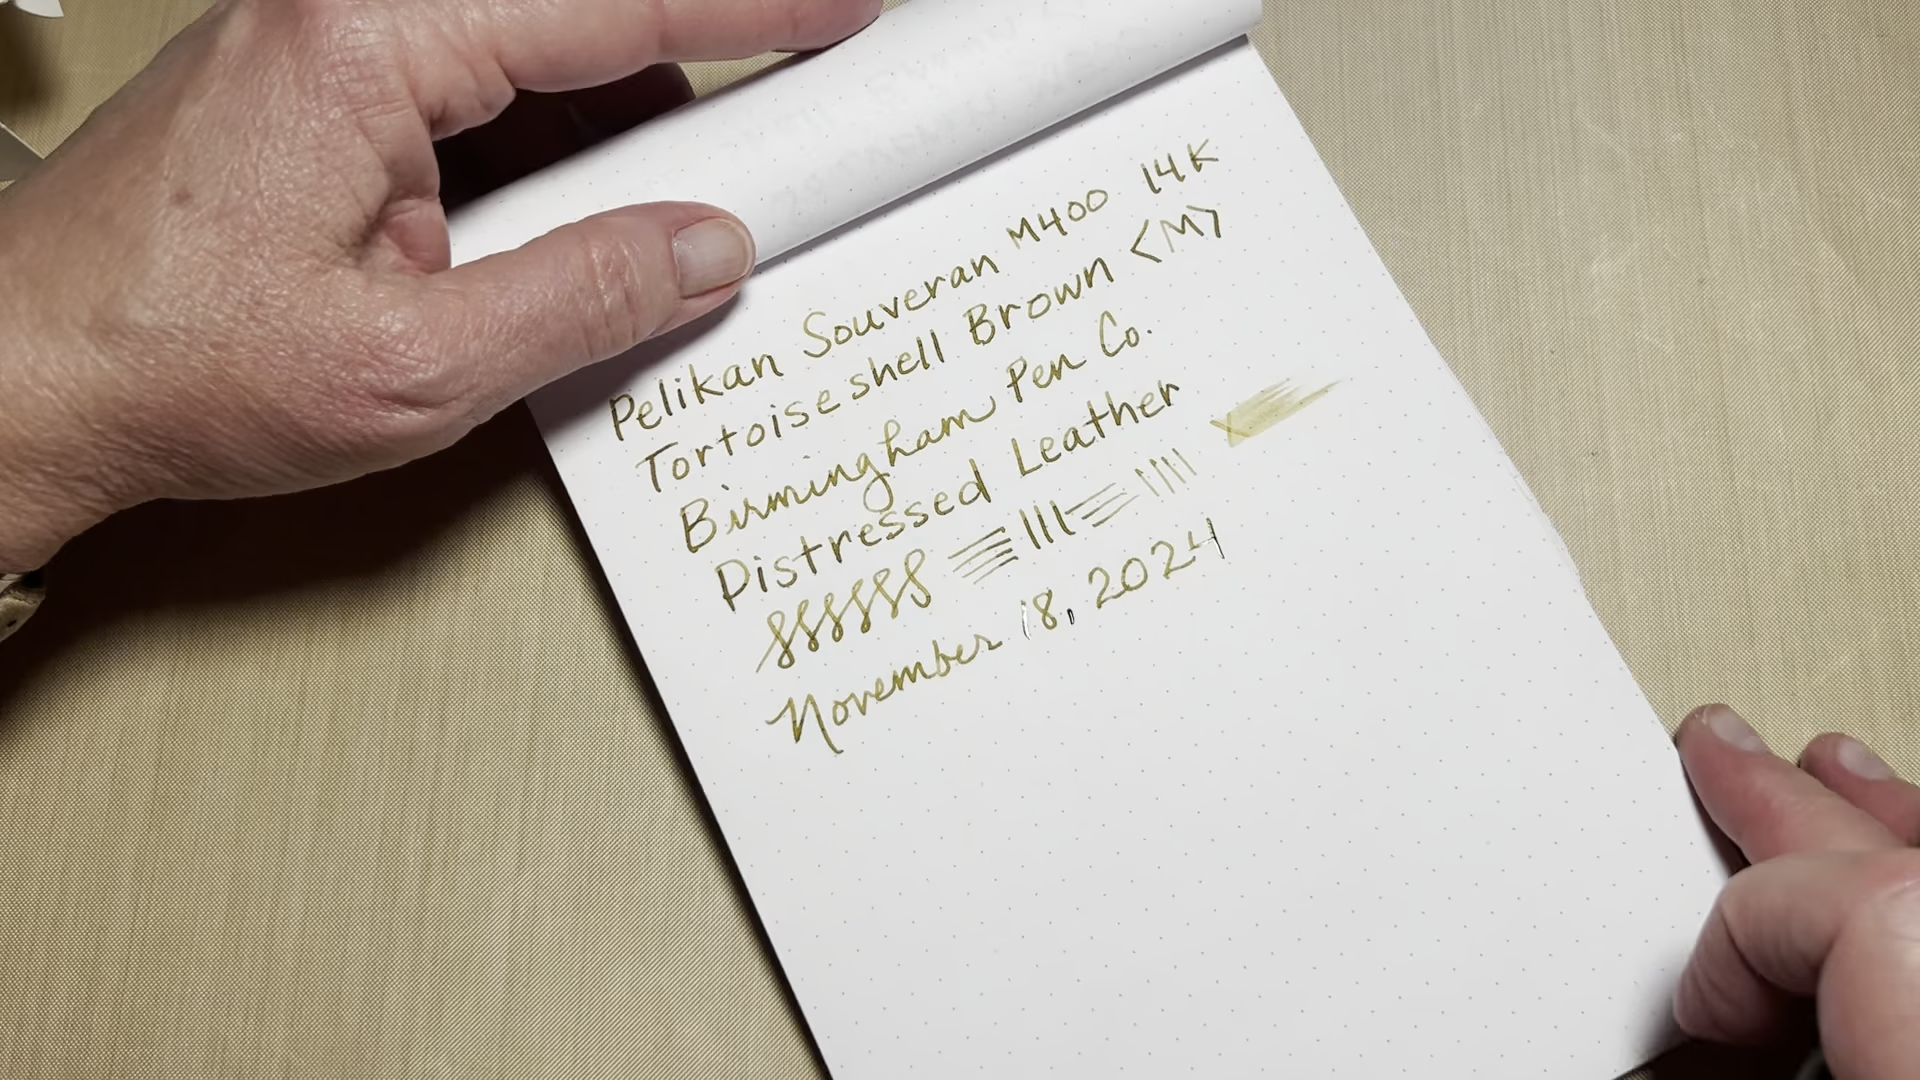 Pelikan Souveran M400 14K
Tortoiseshell Brown <M>
Birmingham Pen Co.
Distressed Leather
November 18, 2024